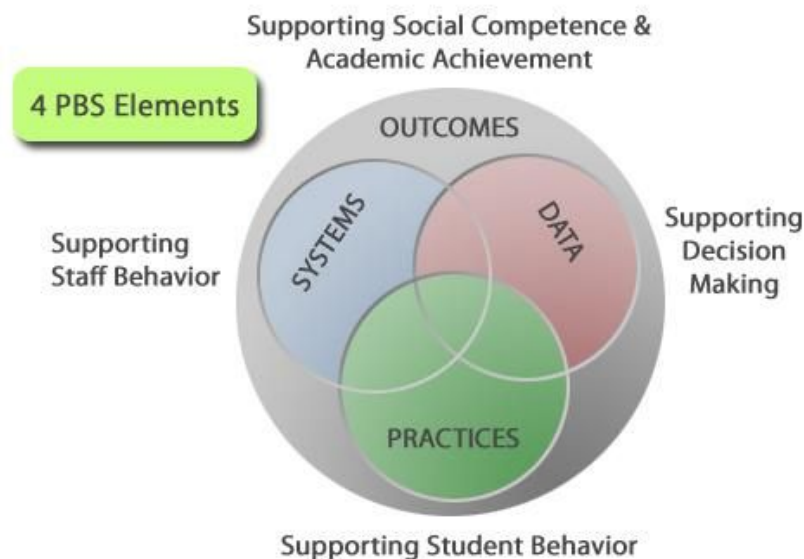 Supporting Social Competence &
Academic Achievement
4 PBS Elements
OUTCOMES
SYSTEMS
DATA
Supporting
Staff Behavior
Supporting
Decision
Making
PRACTICES
Supporting Student Behavior